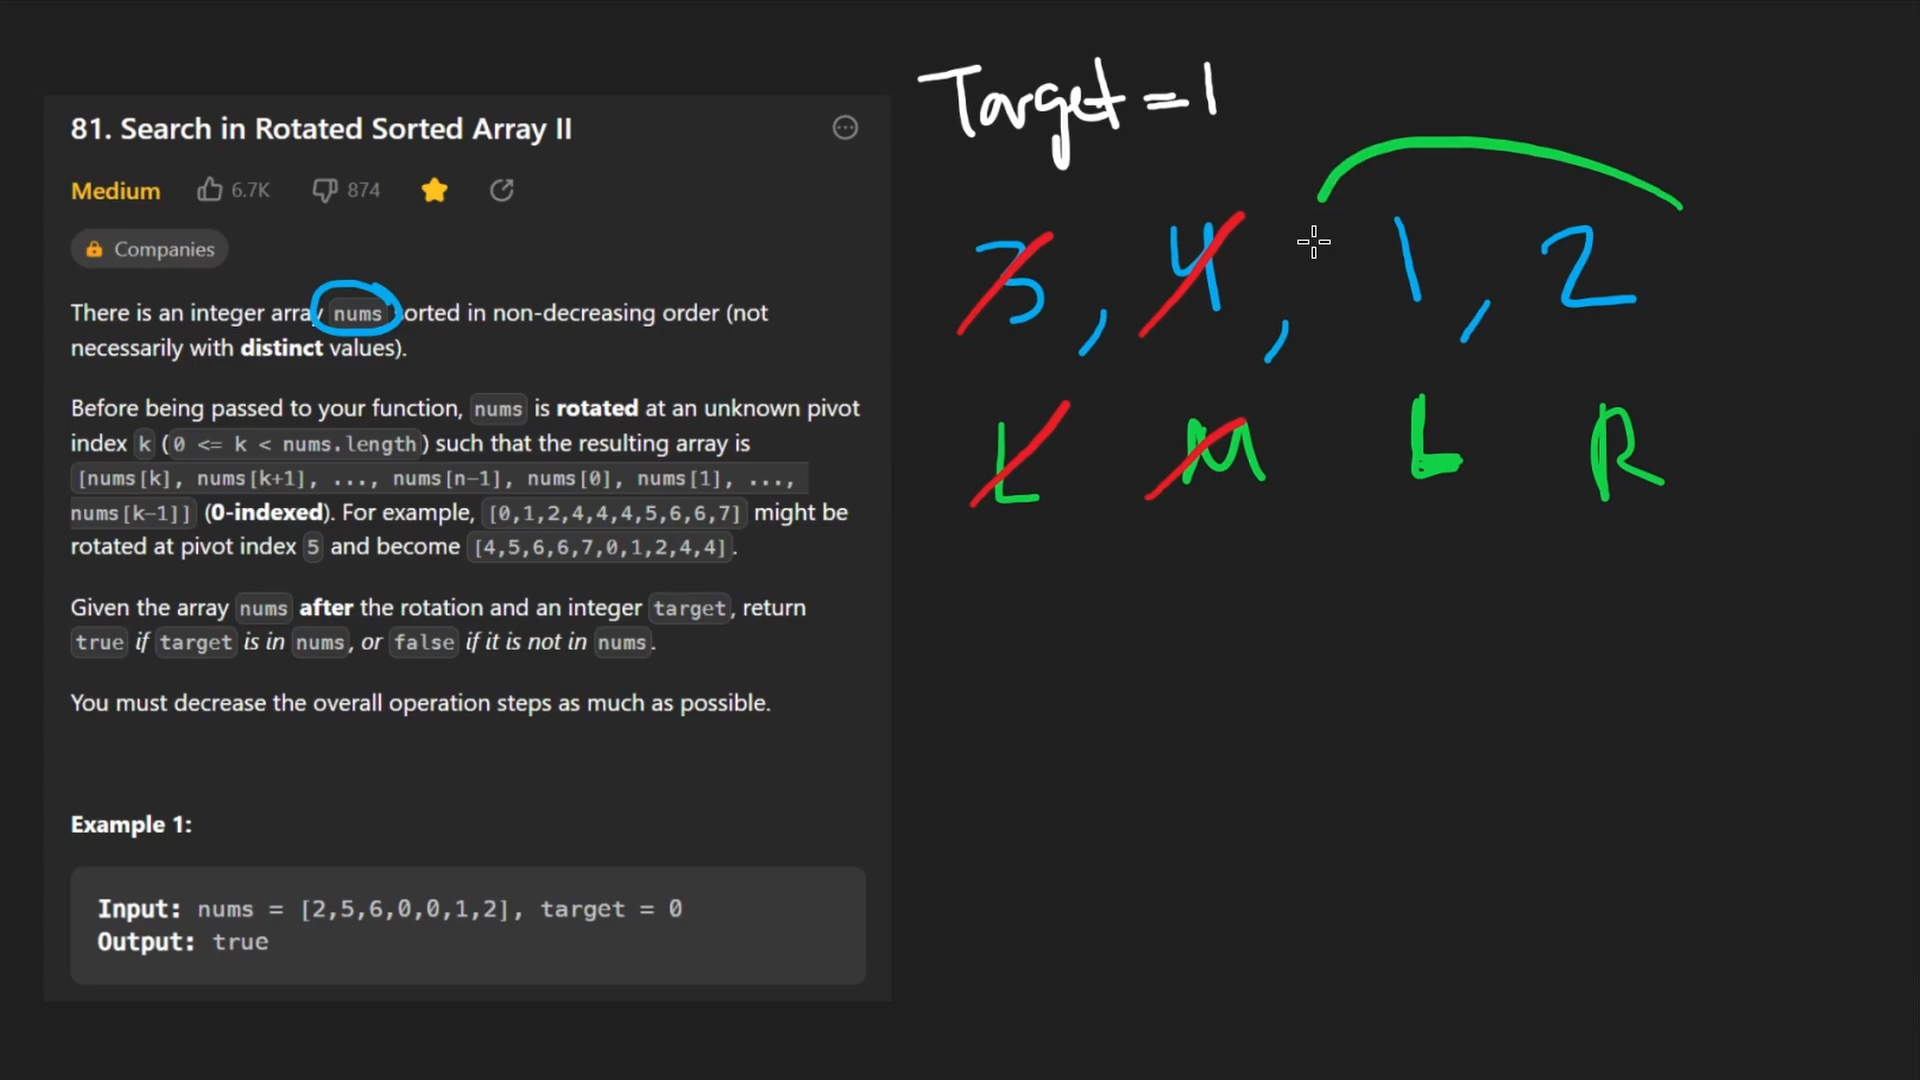 81. Search in Rotated Sorted Array II
Medium 6.7K 874
Companies
There is an integer array nums sorted in non-decreasing order (not
necessarily with distinct values).
Before being passed to your function, nums is rotated at an unknown pivot
index k (0 <= k < nums.length) such that the resulting array is
[nums[k], nums[k+1], ..., nums[n-1], nums[0], nums[1], ...,
nums[k-1]] (0-indexed). For example, [0,1,2,4,4,4,5,6,6,7] might be
rotated at pivot index 5 and become [4,5,6,6,7,0,1,2,4,4].
Given the array nums after the rotation and an integer target, return
true if target is in nums, or false if it is not in nums.
You must decrease the overall operation steps as much as possible.
Example 1:
Input: nums = [2,5,6,0,0,1,2], target = 0
Output: true
Target = 1
3, 4, 1, 2
L M L R